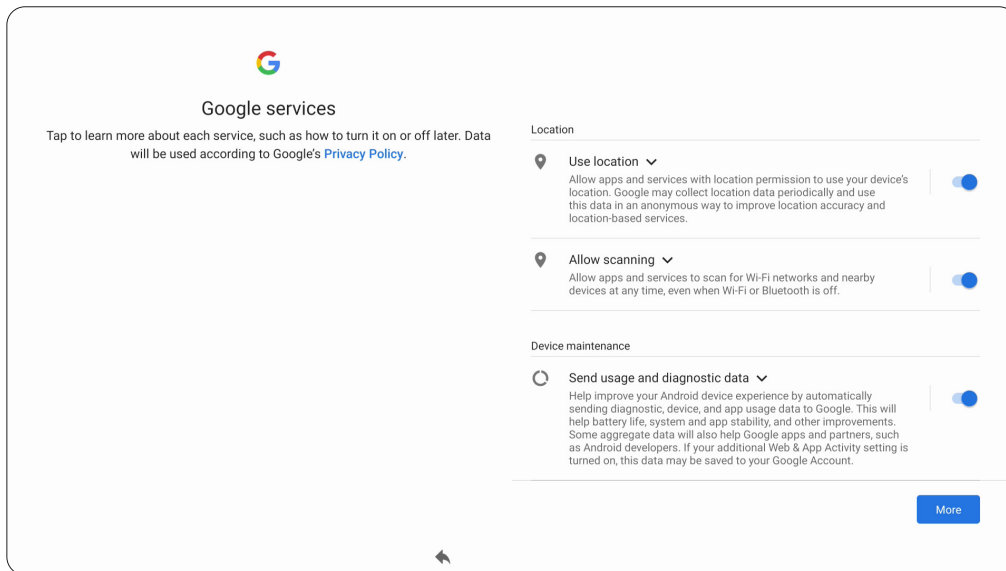 Google services
Tap to learn more about each service, such as how to turn it on or off later. Data
will be used according to Google's Privacy Policy.
Location
Use location
Allow apps and services with location permission to use your device's
location. Google may collect location data periodically and use
this data in an anonymous way to improve location accuracy and
location-based services.
Allow scanning
Allow apps and services to scan for Wi-Fi networks and nearby
devices at any time, even when Wi-Fi or Bluetooth is off.
Device maintenance
Send usage and diagnostic data
Help improve your Android device experience by automatically
sending diagnostic, device, and app usage data to Google. This will
help battery life, system and app stability, and other improvements.
Some aggregate data will also help Google apps and partners, such
as Android developers. If your additional Web & App Activity setting is
turned on, this data may be saved to your Google Account.
More